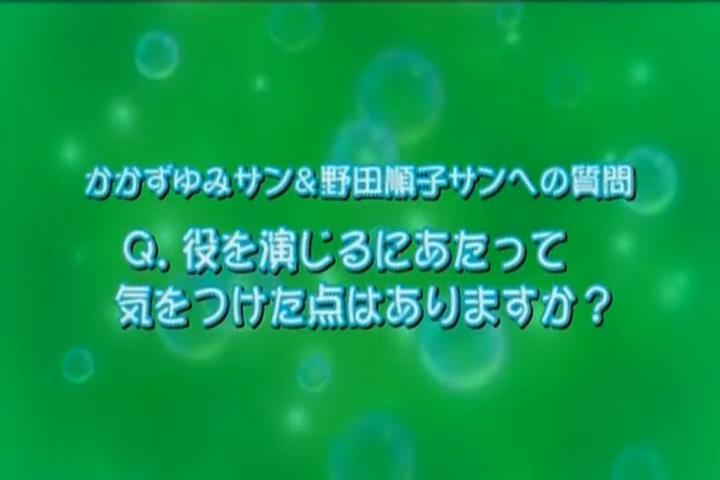 かかずゆみサン&野田順子サンへの質問
Q. 役を演じるにあたって
気をつけた点はありますか?